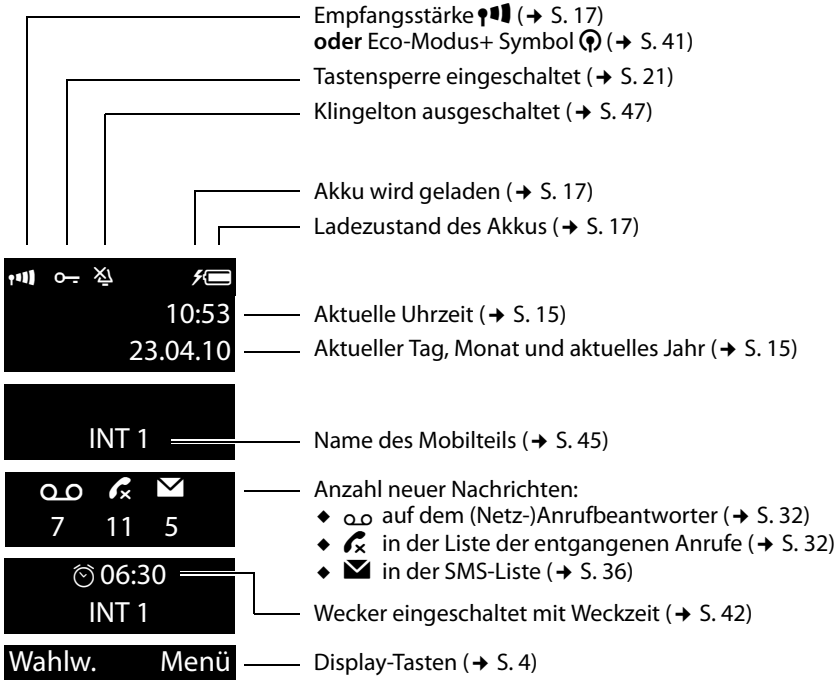 Empfangsstärke (➔ S. 17)
oder Eco-Modus+ Symbol (➔ S. 41)
Tastensperre eingeschaltet (➔ S. 21)
Klingelton ausgeschaltet (➔ S. 47)
Akku wird geladen (➔ S. 17)
Ladezustand des Akkus (➔ S. 17)
10:53
Aktuelle Uhrzeit (➔ S. 15)
23.04.10
Aktueller Tag, Monat und aktuelles Jahr (➔ S. 15)
INT 1
Name des Mobilteils (➔ S. 45)
Anzahl neuer Nachrichten:
7 11 5
◆ auf dem (Netz-)Anrufbeantworter (➔ S. 32)
◆ in der Liste der entgangenen Anrufe (➔ S. 32)
◆ in der SMS-Liste (➔ S. 36)
06:30
INT 1
Wecker eingeschaltet mit Weckzeit (➔ S. 42)
Wahlw. Menü
Display-Tasten (➔ S. 4)